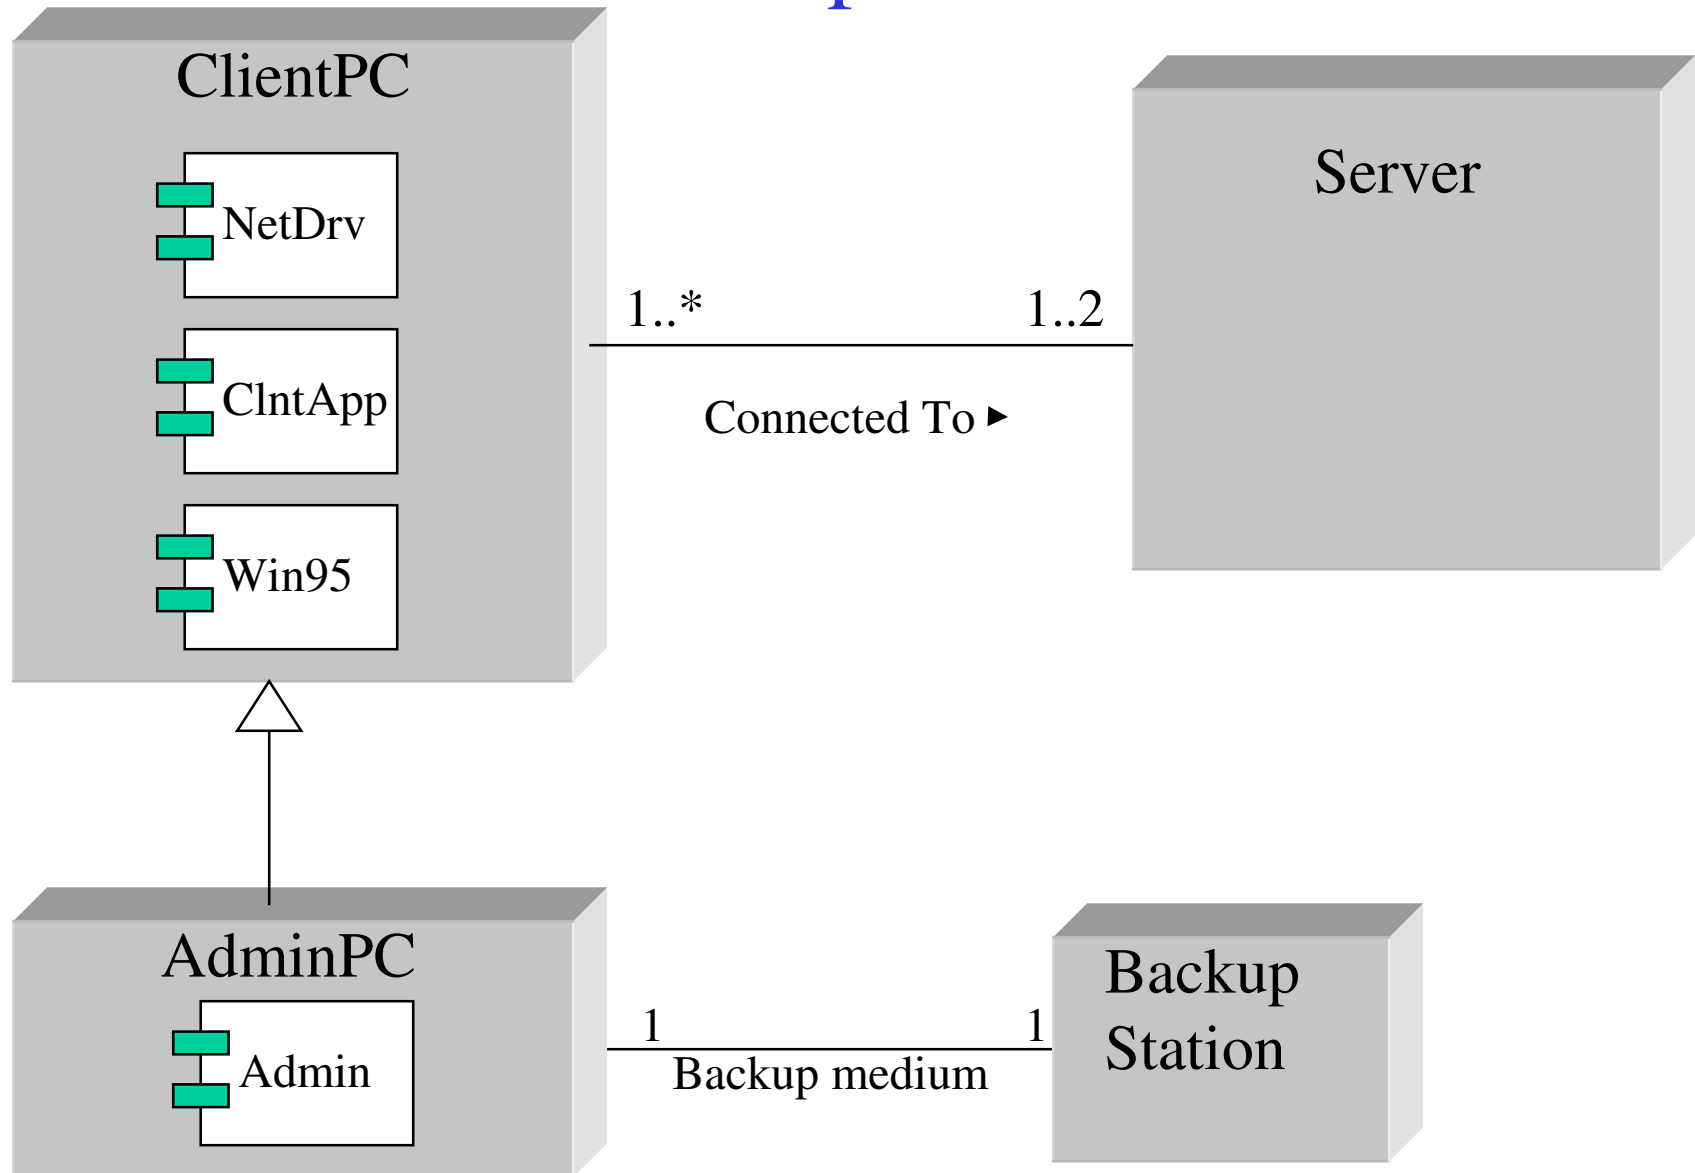 ClientPC
NetDrv
ClntApp
Win95
Server
1..*
1..2
Connected To ►
AdminPC
Admin
1
1
Backup medium
Backup
Station